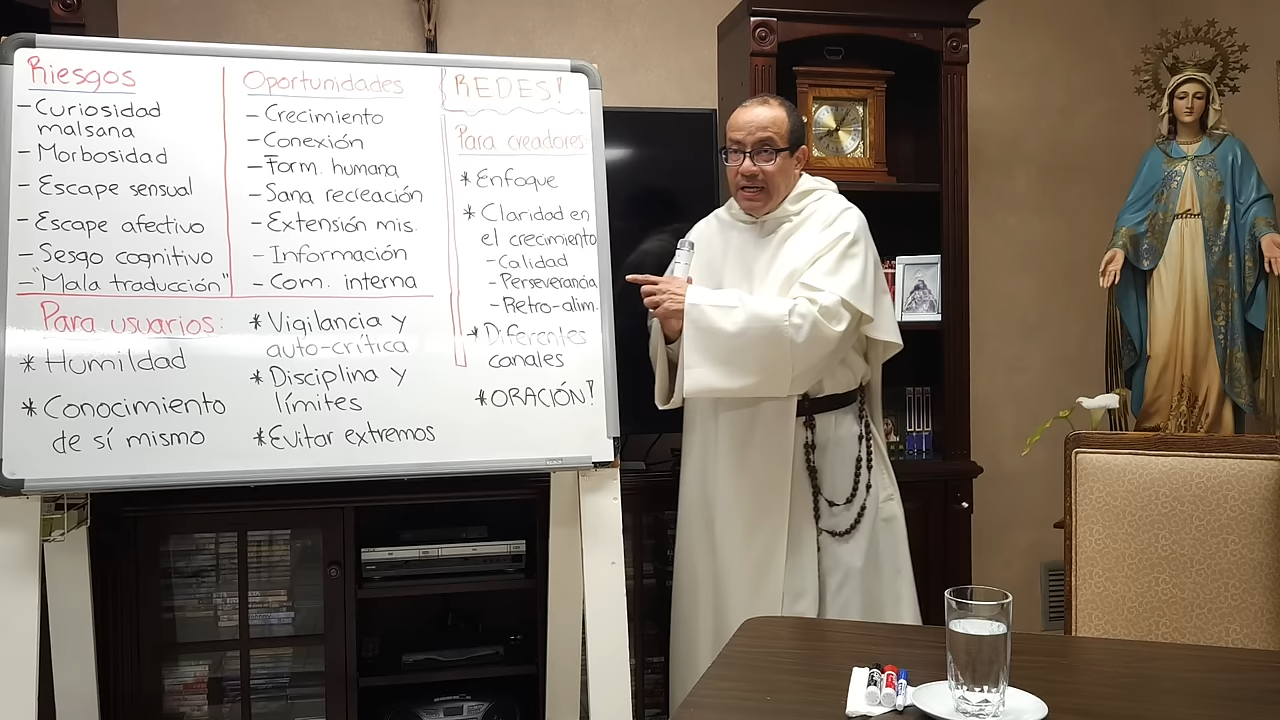 Riesgos
- Curiosidad
malsana
- Morbosidad
- Escape sensual
- Escape afectivo
- Sesgo cognitivo
- "Mala traducción"
Oportunidades
- Crecimiento
- Conexión
- Form. humana
- Sana recreación
- Extensión mis.
- Información
- Com. interna
Para usuarios:
* Humildad
* Conocimiento
de sí mismo
* Vigilancia y
auto-crítica
* Disciplina y
límites
* Evitar extremos
REDES!
Para creadores:
* Enfoque
* Claridad en
el crecimiento
- Calidad
- Perseverancia
- Retro-alim.
* Diferentes
canales
* ORACIÓN!